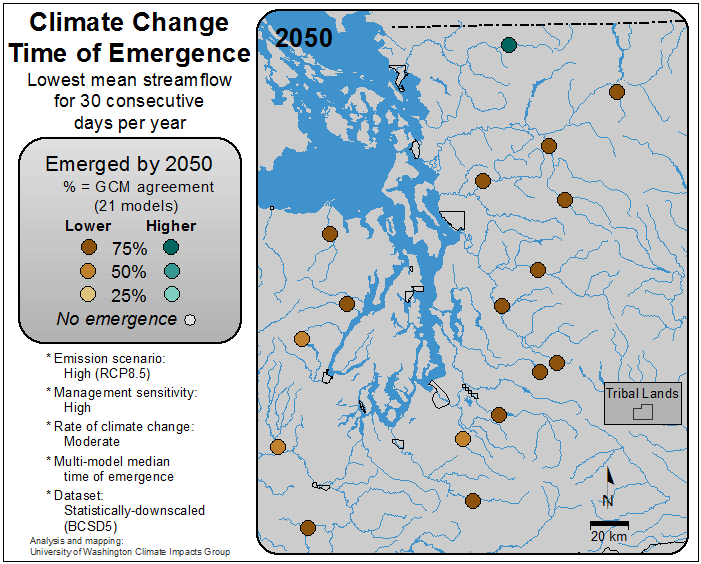 Climate Change
Time of Emergence
Lowest mean streamflow
for 30 consecutive
days per year
Emerged by 2050
% = GCM agreement
(21 models)
Lower Higher
75%
50%
25%
No emergence
* Emission scenario:
High (RCP8.5)
* Management sensitivity:
High
* Rate of climate change:
Moderate
* Multi-model median
time of emergence
* Dataset:
Statistically-downscaled
(BCSD5)
Analysis and mapping:
University of Washington Climate Impacts Group
2050
Tribal Lands
N
20 km